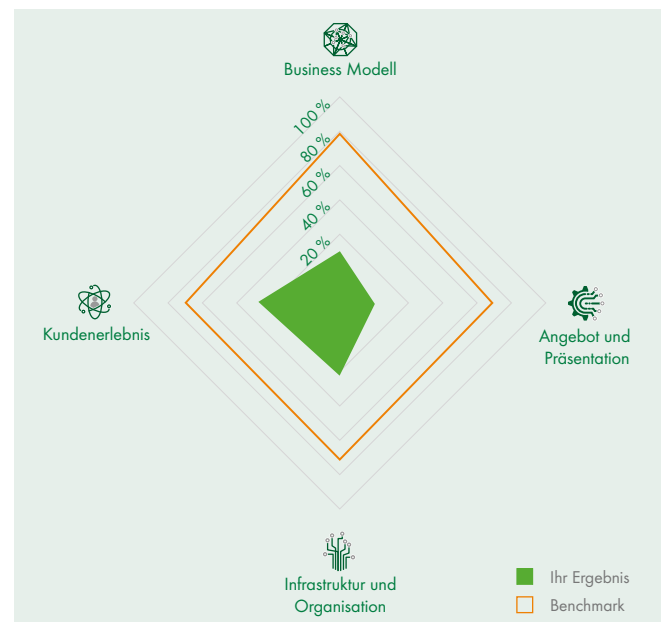 Business Modell
100 %
80 %
60 %
40 %
20 %
Kundenerlebnis
Angebot und
Präsentation
Infrastruktur und
Organisation
Ihr Ergebnis
Benchmark